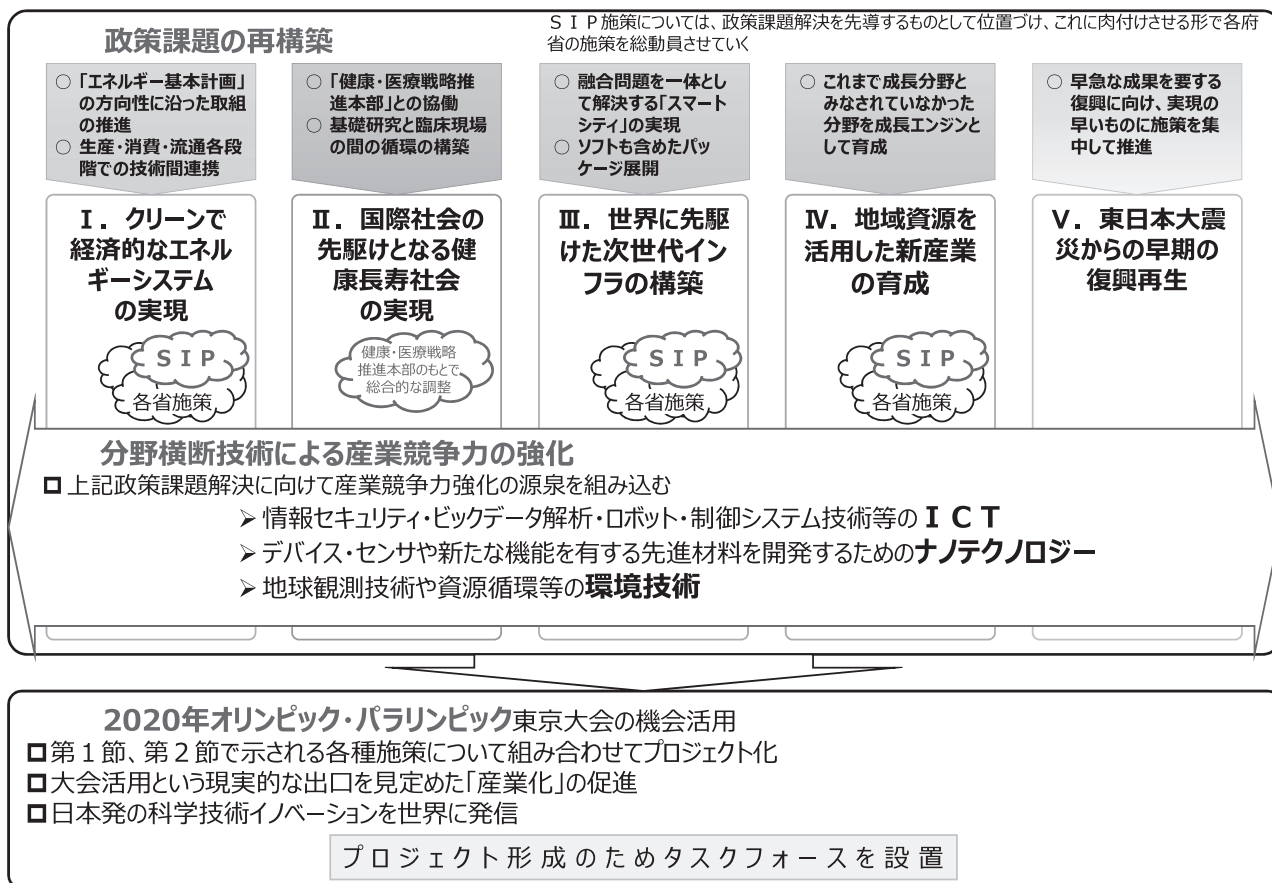 政策課題の再構築
ＳＩＰ施策については、政策課題解決を先導するものとして位置づけ、これに肉付けさせる形で各府
省の施策を総動員させていく
○ 「エネルギー基本計画」
の方向性に沿った取組
の推進
○ 生産・消費・流通各段
階での技術間連携
○ 「健康・医療戦略推
進本部」との協働
○ 基礎研究と臨床現場
の間の循環の構築
○ 融合問題を一体とし
て解決する「スマート
シティ」の実現
○ ソフトも含めたパッ
ケージ展開
○ これまで成長分野と
みなされていなかった
分野を成長エンジンと
して育成
○ 早急な成果を要する
復興に向け、実現の
早いものに施策を集
中して推進
Ⅰ．クリーンで
経済的なエネル
ギーシステム
の実現
Ⅱ．国際社会の
先駆けとなる健
康長寿社会
の実現
Ⅲ．世界に先駆
けた次世代イン
フラの構築
Ⅳ．地域資源を
活用した新産業
の育成
Ⅴ．東日本大震
災からの早期の
復興再生
ＳＩＰ
各省施策
健康・医療戦略
推進本部のもとで
総合的な調整
ＳＩＰ
各省施策
ＳＩＰ
各省施策
分野横断技術による産業競争力の強化
上記政策課題解決に向けて産業競争力強化の源泉を組み込む
➢ 情報セキュリティ・ビックデータ解析・ロボット・制御システム技術等のＩＣＴ
➢ デバイス・センサや新たな機能を有する先進材料を開発するためのナノテクノロジー
➢ 地球観測技術や資源循環等の環境技術
2020年オリンピック・パラリンピック東京大会の機会活用
第１節、第２節で示される各種施策について組み合わせてプロジェクト化
大会活用という現実的な出口を見定めた「産業化」の促進
日本発の科学技術イノベーションを世界に発信
プロジェクト形成のためタスクフォースを設置